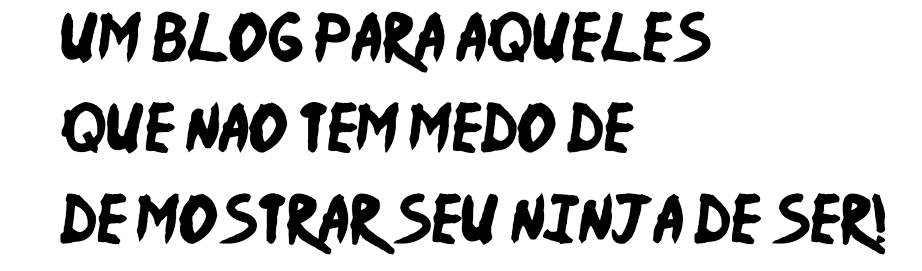 UM BLOG PARA AQUELES
QUE NAO TEM MEDO DE
DEMOSTRAR SEU NINJA DE SER!